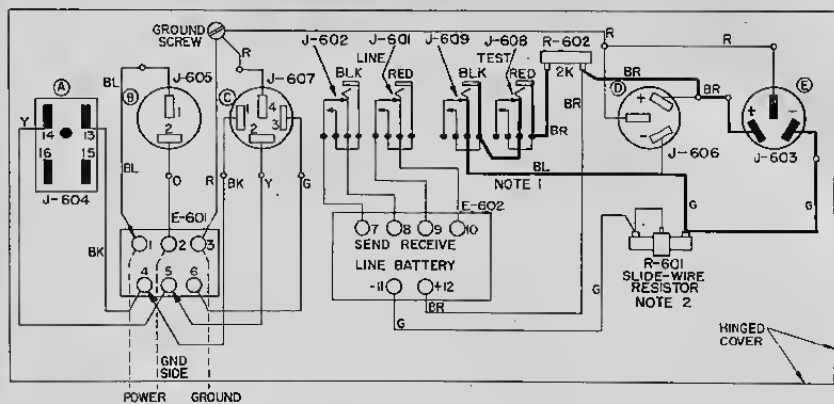 GROUND SCREW
J-602 J-601 J-609 J-608 R-602
LINE TEST
BLK RED BLK RED 2K
R R R
BL J-605 J-607
A B C D E
Y 14 13
16 15
J-604
1 2
1 4 3 2
BR BR BR BR
+ - + -
J-606 J-603
BL O R BK Y G
BL
NOTE 1
BK
E-601
1 2 3
4 5 6
E-602
7 8 9 10
SEND RECEIVE
LINE BATTERY
-11 +12
G BR
G G G
R-601
SLIDE-WIRE
RESISTOR
NOTE 2
GND
SIDE
POWER GROUND
HINGED
COVER